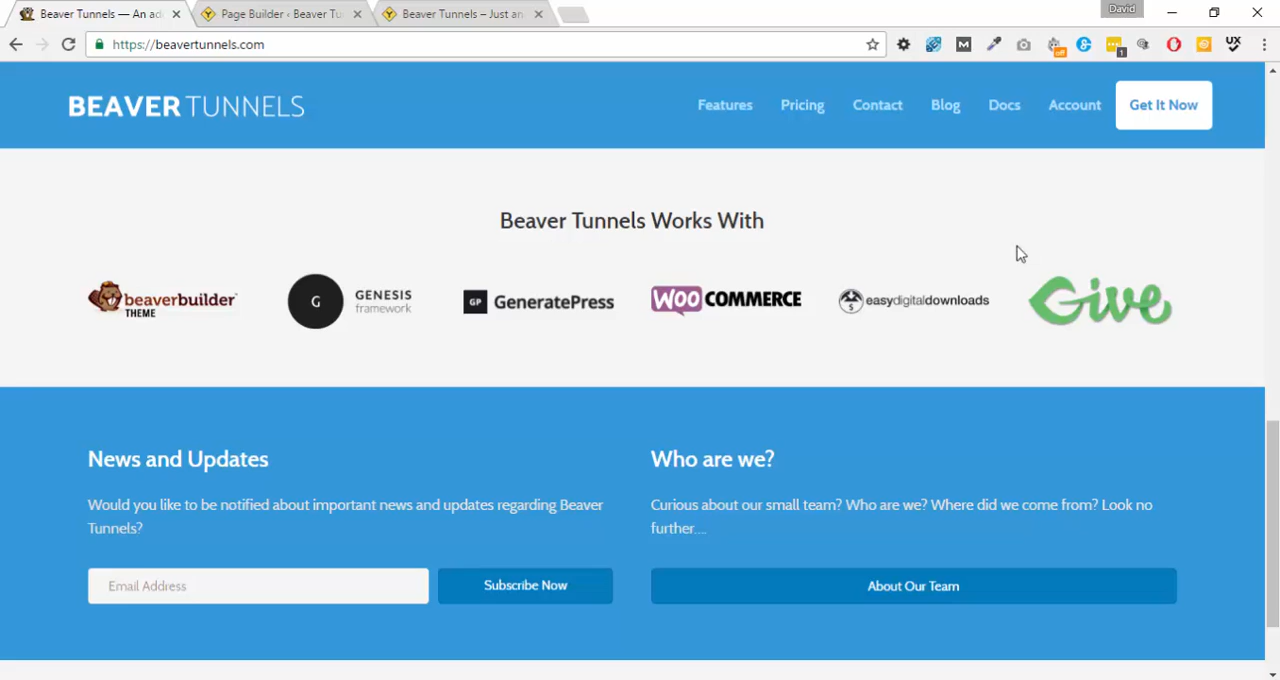 Beaver Tunnels — An ad
Page Builder ‹ Beaver Tu
Beaver Tunnels – Just an
David
https://beavertunnels.com
off
1
UX
BEAVER TUNNELS
Features
Pricing
Contact
Blog
Docs
Account
Get It Now
Beaver Tunnels Works With
beaverbuilder
THEME
G
GENESIS
framework
GP
GeneratePress
WOO COMMERCE
easydigitaldownloads
Give
News and Updates
Would you like to be notified about important news and updates regarding Beaver
Tunnels?
Email Address
Subscribe Now
Who are we?
Curious about our small team? Who are we? Where did we come from? Look no
further....
About Our Team